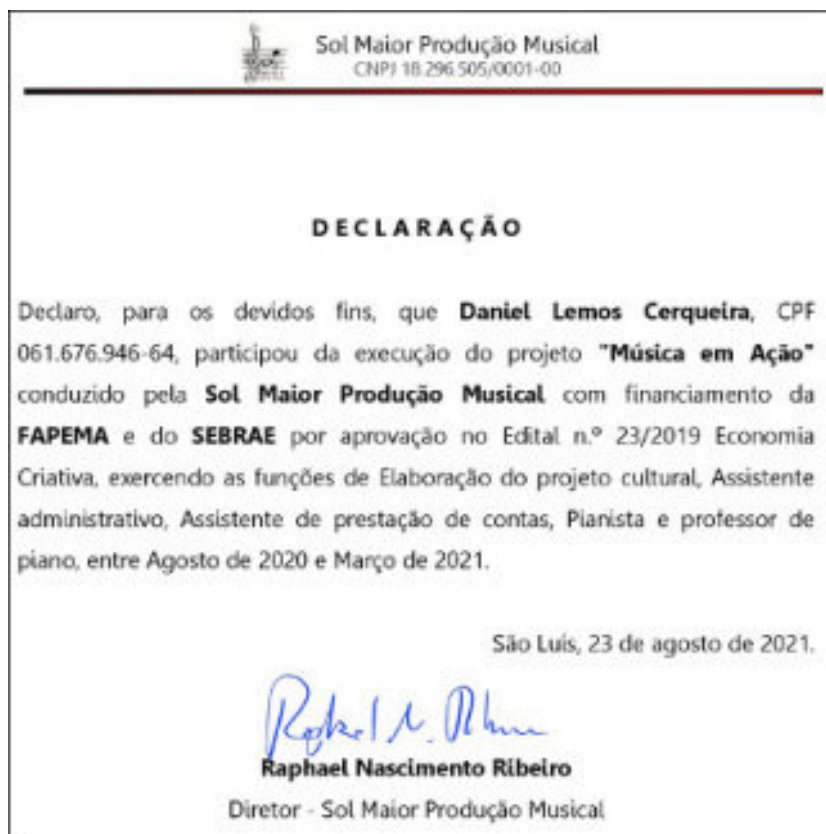 Sol Maior Produção Musical
CNPJ 18.296.505/0001-00
DECLARAÇÃO
Declaro, para os devidos fins, que Daniel Lemos Cerqueira, CPF
061.676.946-64, participou da execução do projeto "Música em Ação"
conduzido pela Sol Maior Produção Musical com financiamento da
FAPEMA e do SEBRAE por aprovação no Edital n.º 23/2019 Economia
Criativa, exercendo as funções de Elaboração do projeto cultural, Assistente
administrativo, Assistente de prestação de contas, Pianista e professor de
piano, entre Agosto de 2020 e Março de 2021.
São Luís, 23 de agosto de 2021.
Raphael Nascimento Ribeiro
Diretor - Sol Maior Produção Musical